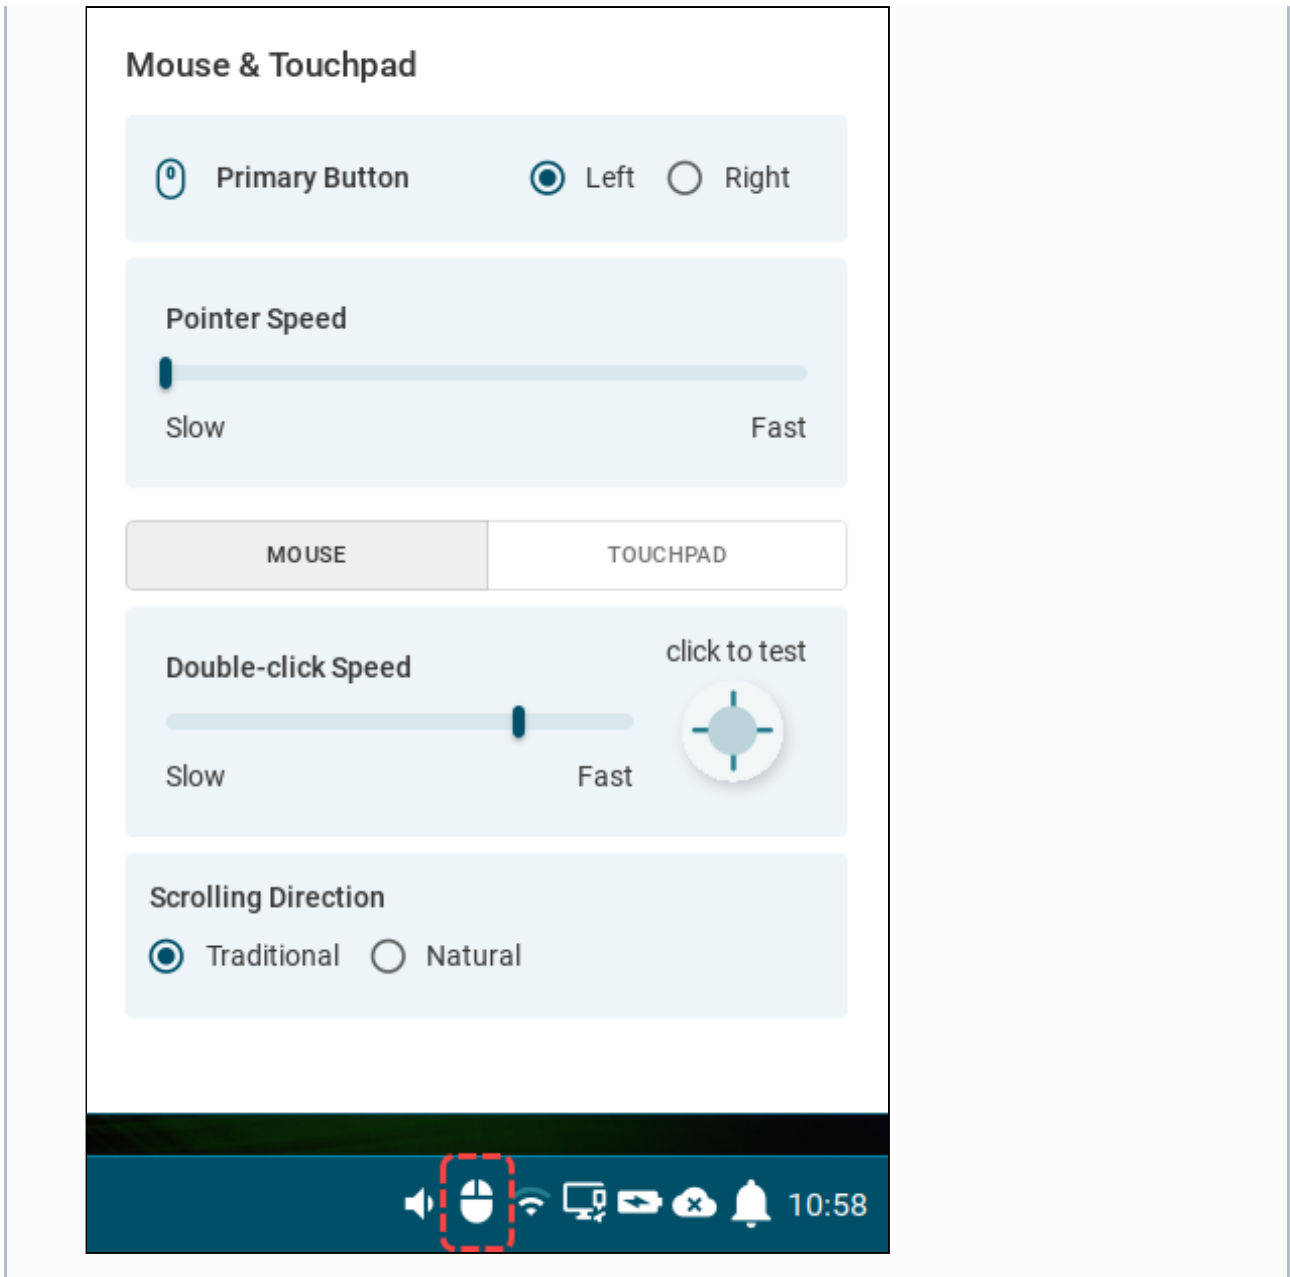 Mouse & Touchpad
Primary Button Left Right
Pointer Speed
Slow Fast
MOUSE TOUCHPAD
click to test
Double-click Speed
Slow Fast
Scrolling Direction
Traditional Natural
10:58